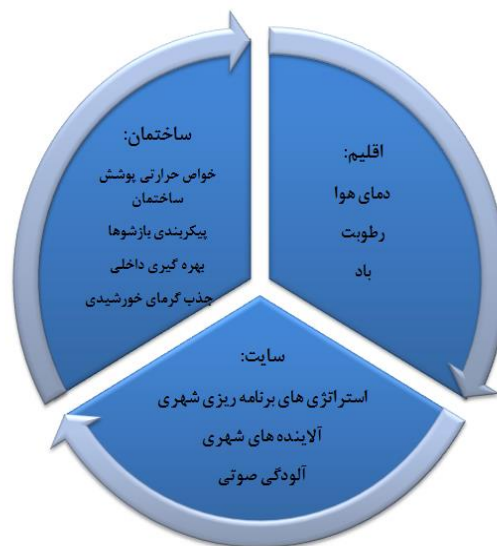 اقلیم:
دمای هوا
رطوبت
باد
سایت:
استراتژی های برنامه ریزی شهری
آلاینده های شهری
آلودگی صوتی
ساختمان:
خواص حرارتی پوشش
ساختمان
پیکربندی بازشوها
بهره گیری داخلی
جذب گرمای خورشیدی